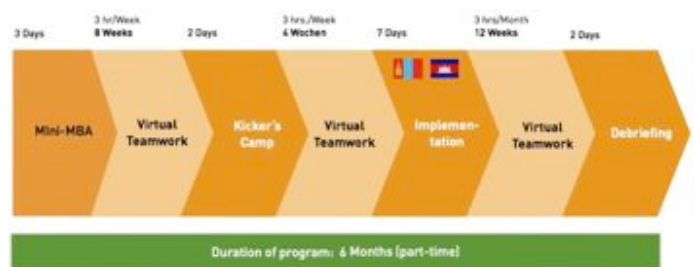 3 Days
3 hr/Week
8 Weeks
2 Days
3 hrs./Week
4 Wochen
7 Days
3 hrs/Month
12 Weeks
2 Days
Mini-MBA
Virtual
Teamwork
Kicker's
Camp
Virtual
Teamwork
Implemen-
tation
Virtual
Teamwork
Debriefing
Duration of program: 6 Months (part-time)